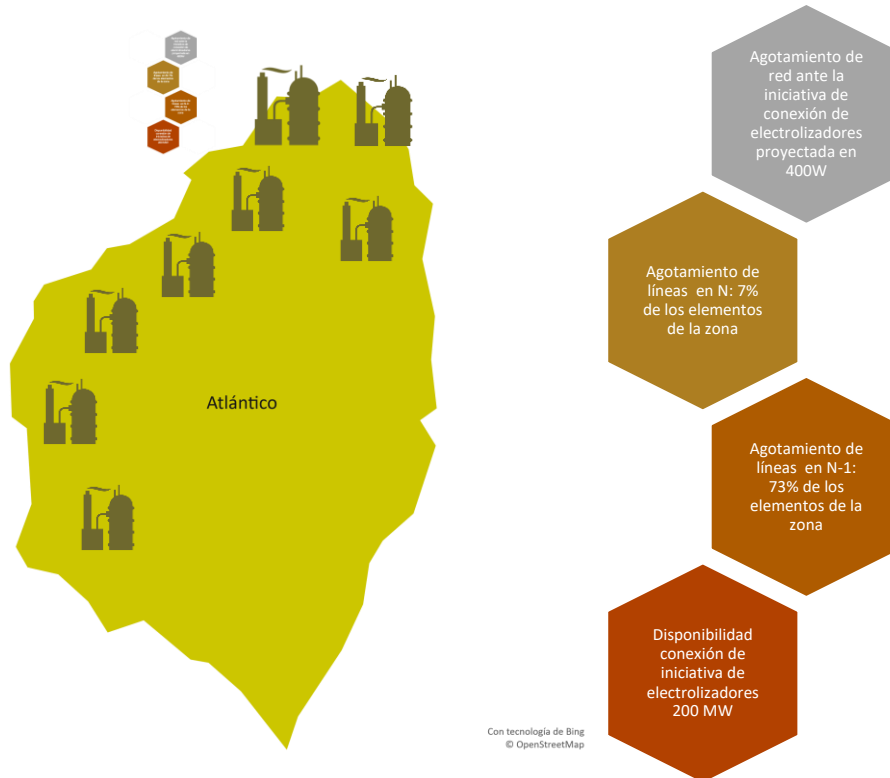 Agotamiento de
red ante la
iniciativa de
conexión de
electrolizadores
proyectada en
400W
Agotamiento de
líneas en N: 7%
de los elementos
de la zona
Agotamiento de
líneas en N-1:
73% de los
elementos de la
zona
Disponibilidad
conexión de
iniciativa de
electrolizadores
200 MW
Atlántico
Con tecnología de Bing
© OpenStreetMap